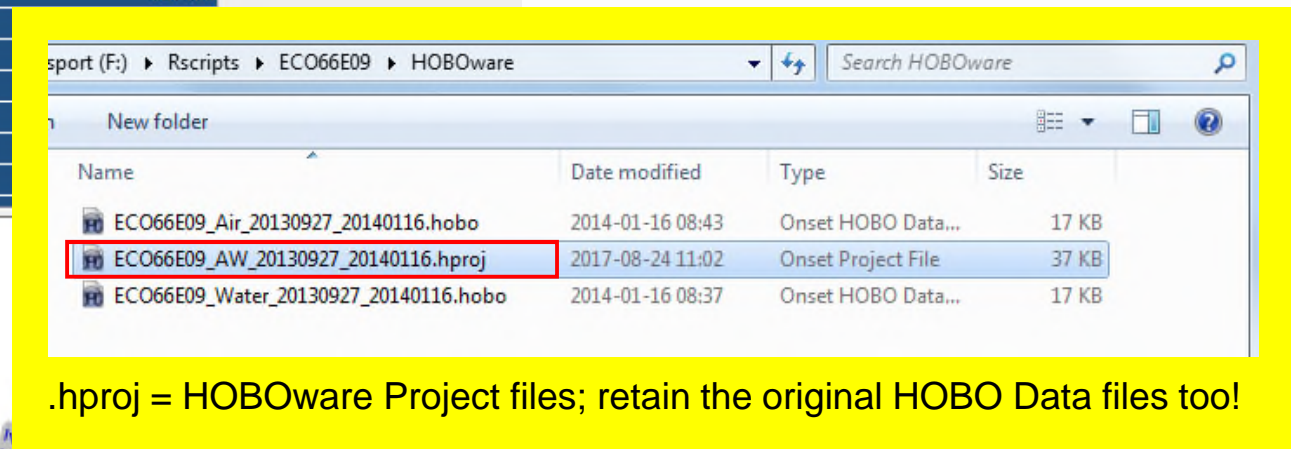 sport (F:) ▸ Rscripts ▸ ECO66E09 ▸ HOBOware
Search HOBOware
New folder
Name Date modified Type Size
ECO66E09_Air_20130927_20140116.hobo 2014-01-16 08:43 Onset HOBO Data... 17 KB
ECO66E09_AW_20130927_20140116.hproj 2017-08-24 11:02 Onset Project File 37 KB
ECO66E09_Water_20130927_20140116.hobo 2014-01-16 08:37 Onset HOBO Data... 17 KB
.hproj = HOBOware Project files; retain the original HOBO Data files too!